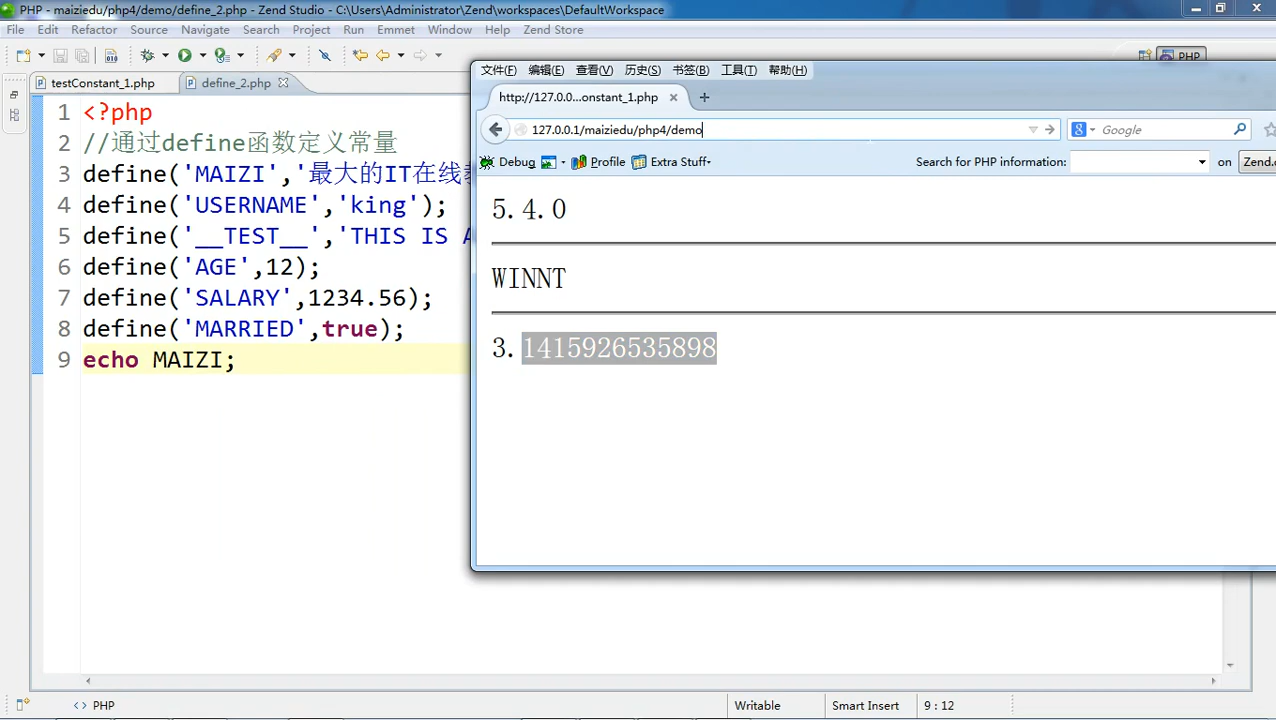 PHP - maiziedu/php4/demo/define_2.php - Zend Studio - C:\Users\Administrator\Zend\workspaces\DefaultWorkspace
File Edit Refactor Source Navigate Search Project Run Emmet Window Help Zend Store
PHP
testConstant_1.php define_2.php
1 <?php
2 //通过define函数定义常量
3 define('MAIZI','最大的IT在线
4 define('USERNAME','king');
5 define('__TEST__','THIS IS A
6 define('AGE',12);
7 define('SALARY',1234.56);
8 define('MARRIED',true);
9 echo MAIZI;
文件(F) 编辑(E) 查看(V) 历史(S) 书签(B) 工具(T) 帮助(H)
http://127.0.0...onstant_1.php
127.0.0.1/maiziedu/php4/demo
Google
Debug Profile Extra Stuff
Search for PHP information: on Zend.
5.4.0
WINNT
3.1415926535898
PHP Writable Smart Insert 9 : 12